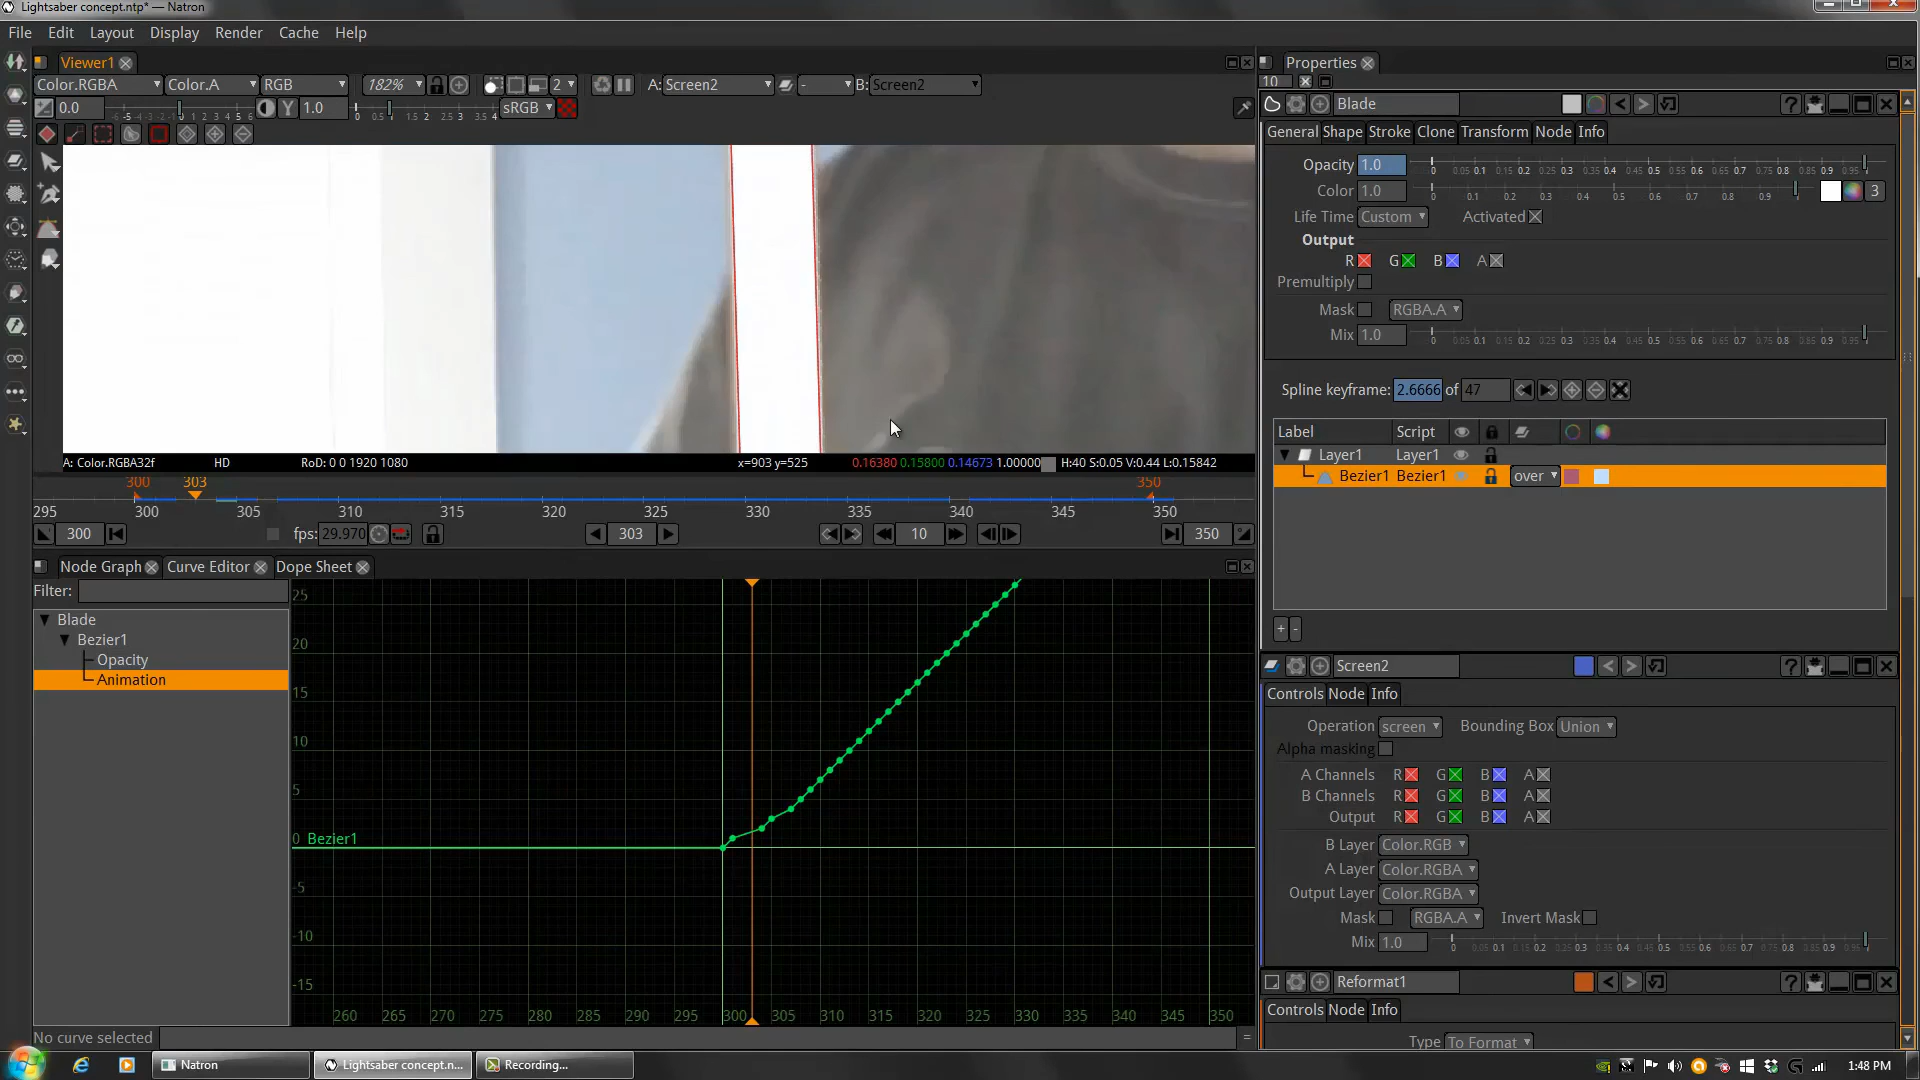 Lightsaber concept.ntp* — Natron
File Edit Display Render Cache Help
Viewer1
Properties
Color.RGBA Color.A RGB 182% 2 A: Screen2 - B: Screen2
10
0.0 Y 1.0 sRGB
Blade
General Shape Stroke Clone Transform Node Info
Opacity 1.0
Color 1.0 3
Life Time Custom Activated
Output
R G B A
Premultiply
Mask RGBA.A
Mix 1.0
Spline keyframe: 2.6666 of 47
Label Script
Layer1 Layer1
Bezier1 Bezier1 over
A: Color.RGBA32f HD RoD: 0 0 1920 1080 x=903 y=525 0.16380 0.15800 0.14673 1.00000 H:40 S:0.05 V:0.44 L:0.15842
300 303 350
295 300 305 310 315 320 325 330 335 340 345 350
300 fps: 29.970 303 10 350
+ -
Node Graph Curve Editor Dope Sheet
Filter:
Blade
Bezier1
Opacity
Animation
25
20
15
10
5
0 Bezier1
-5
-10
-15
260 265 270 275 280 285 290 295 300 305 310 315 320 325 330 335 340 345 350
No curve selected =
Screen2
Controls Node Info
Operation screen Bounding Box Union
Alpha masking
A Channels R G B A
B Channels R G B A
Output R G B A
B Layer Color.RGB
A Layer Color.RGBA
Output Layer Color.RGBA
Mask RGBA.A Invert Mask
Mix 1.0
Reformat1
Controls Node Info
Type To Format
Natron Lightsaber concept.n... Recording... 1:48 PM